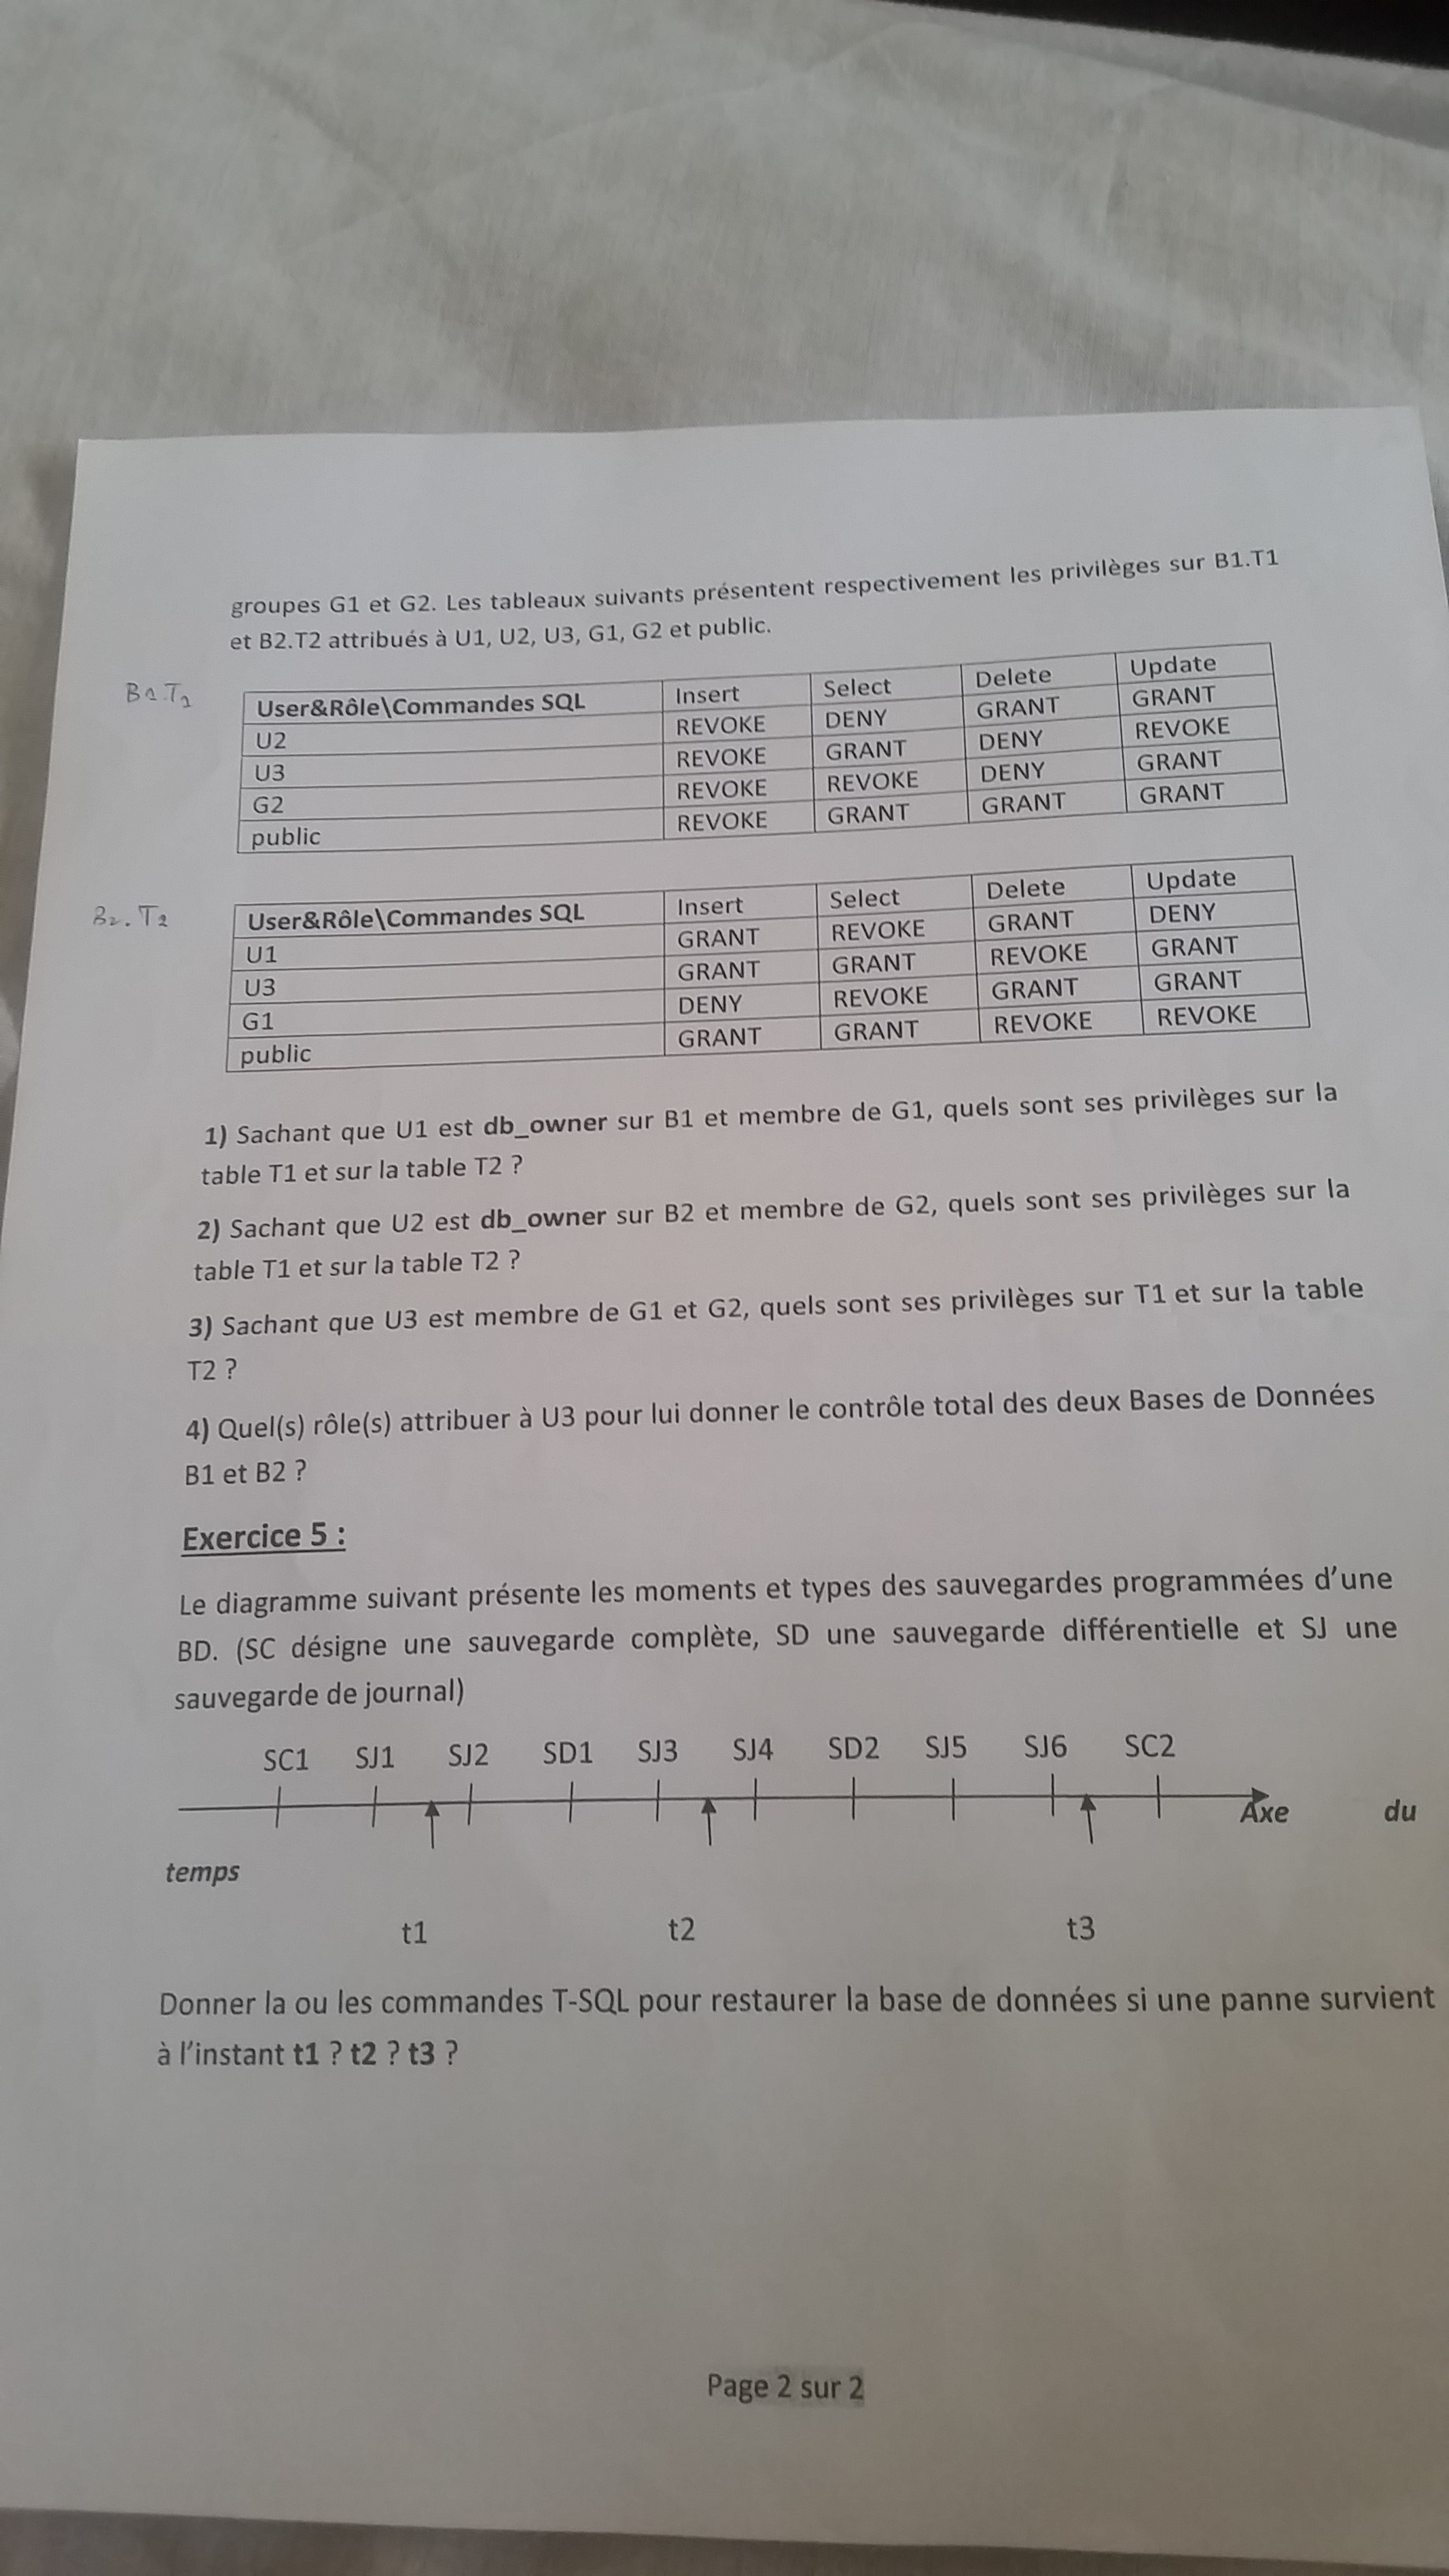 groupes G1 et G2. Les tableaux suivants présentent respectivement les privilèges sur B1.T1
et B2.T2 attribués à U1, U2, U3, G1, G2 et public.
User&Rôle\Commandes SQL Insert Select Delete Update
U2 REVOKE DENY GRANT GRANT
U3 REVOKE GRANT DENY REVOKE
G2 REVOKE REVOKE DENY GRANT
public REVOKE GRANT GRANT GRANT
B2.T2
User&Rôle\Commandes SQL Insert Select Delete Update
U1 GRANT REVOKE GRANT DENY
U3 GRANT GRANT REVOKE GRANT
G1 DENY REVOKE GRANT GRANT
public GRANT GRANT REVOKE REVOKE
1) Sachant que U1 est db_owner sur B1 et membre de G1, quels sont ses privilèges sur la
table T1 et sur la table T2 ?
2) Sachant que U2 est db_owner sur B2 et membre de G2, quels sont ses privilèges sur la
table T1 et sur la table T2 ?
3) Sachant que U3 est membre de G1 et G2, quels sont ses privilèges sur T1 et sur la table
T2 ?
4) Quel(s) rôle(s) attribuer à U3 pour lui donner le contrôle total des deux Bases de Données
B1 et B2 ?
Exercice 5 :
Le diagramme suivant présente les moments et types des sauvegardes programmées d'une
BD. (SC désigne une sauvegarde complète, SD une sauvegarde différentielle et SJ une
sauvegarde de journal)
SC1 SJ1 SJ2 SD1 SJ3 SJ4 SD2 SJ5 SJ6 SC2
Axe du
temps
t1 t2 t3
Donner la ou les commandes T-SQL pour restaurer la base de données si une panne survient
à l'instant t1 ? t2 ? t3 ?
Page 2 sur 2